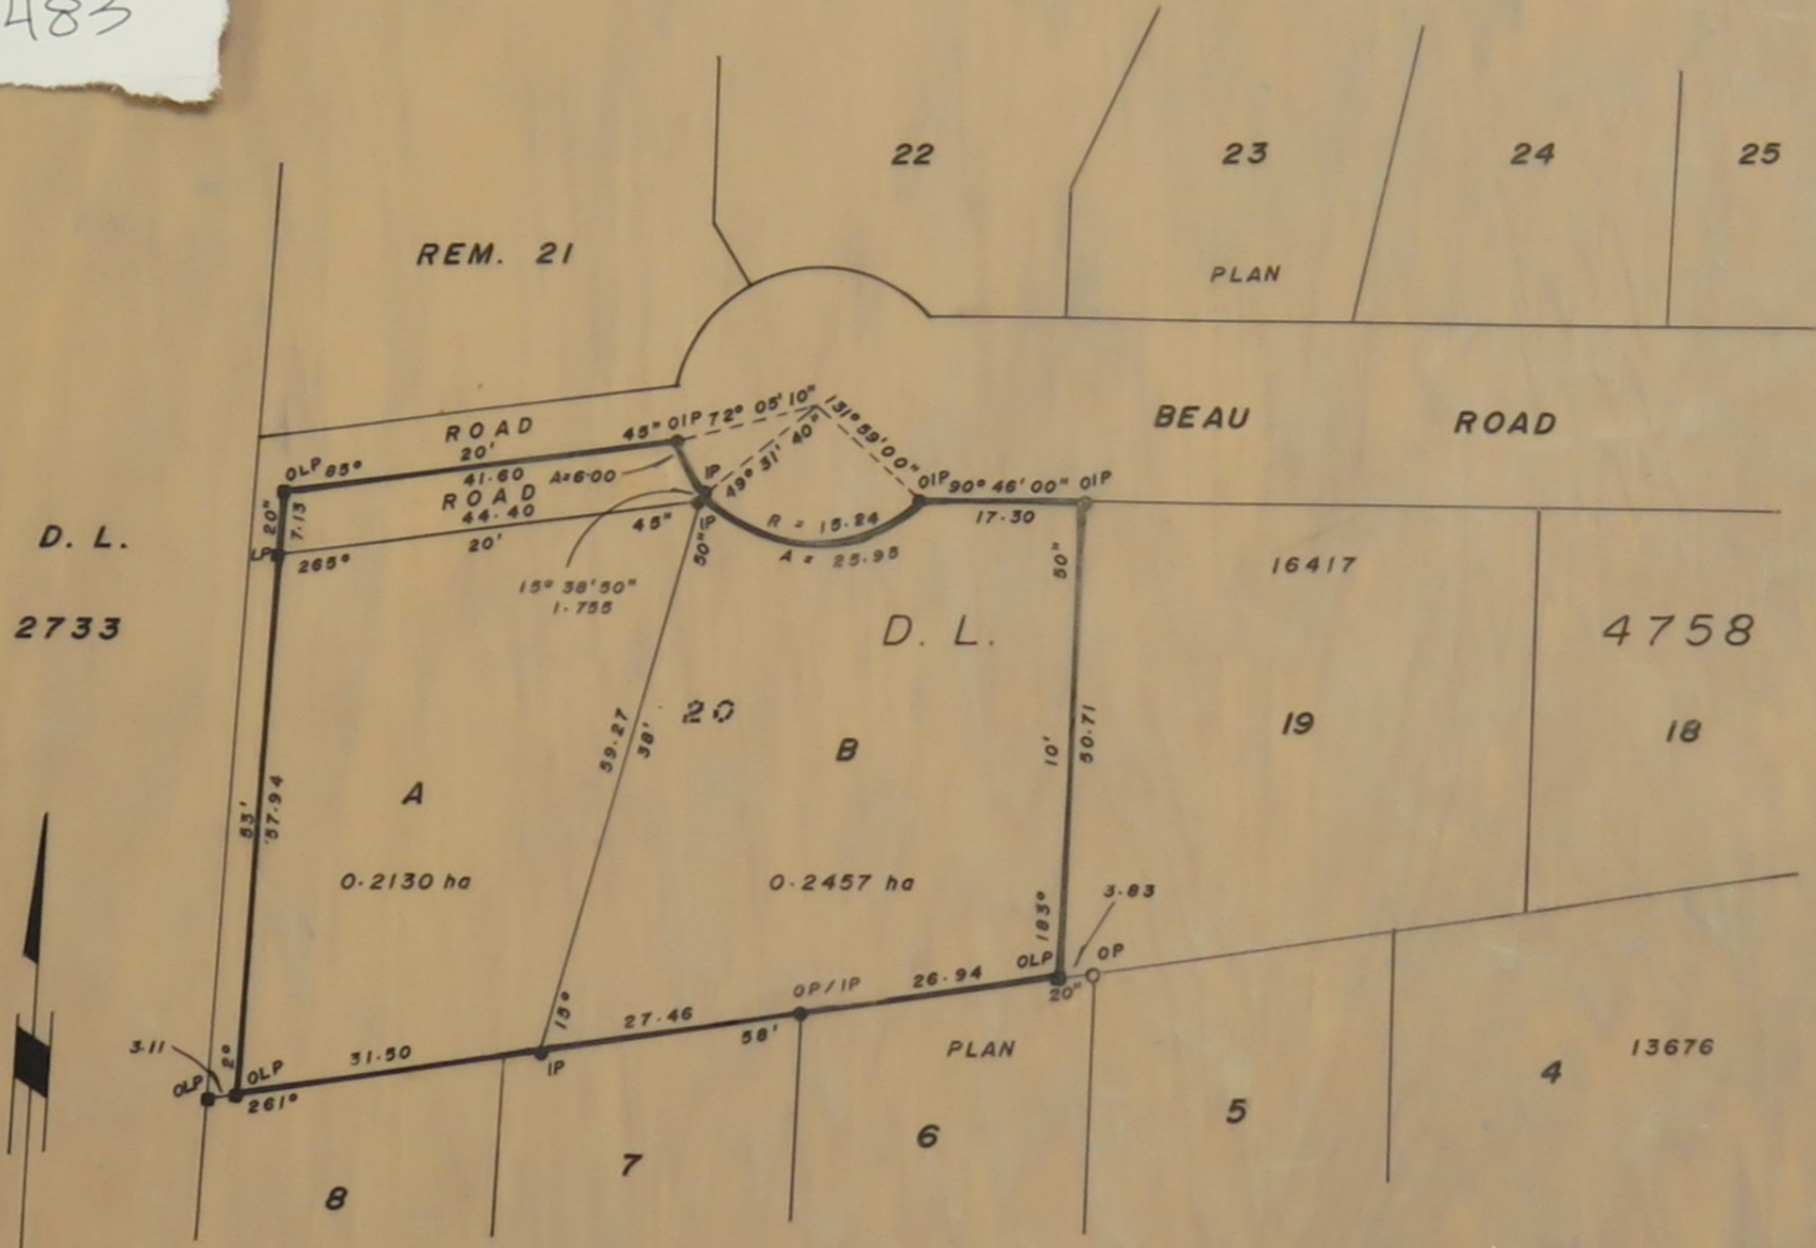 483
22
23
24
25
REM. 21
PLAN
BEAU ROAD
ROAD
45" OIP 72° 05' 10"
131° 59' 00"
OLP 85°
20'
41.60
A=6.00
IP
49° 31' 40"
OIP 90° 46' 00" OIP
17.30
20"
7.13
ROAD
44.40
45"
IP
R = 15.24
A = 25.95
LP
265°
20'
50"
50"
15° 38' 50"
1.755
D. L.
2733
D. L.
16417
4758
59.27
38'
20
B
10'
50.71
19
18
A
53'
57.94
0.2130 ha
0.2457 ha
183°
3.83
OLP
OP
20"
OP/IP
26.94
15°
27.46
58'
PLAN
3.11
2°
OLP
OLP
31.50
261°
IP
13676
4
5
6
7
8